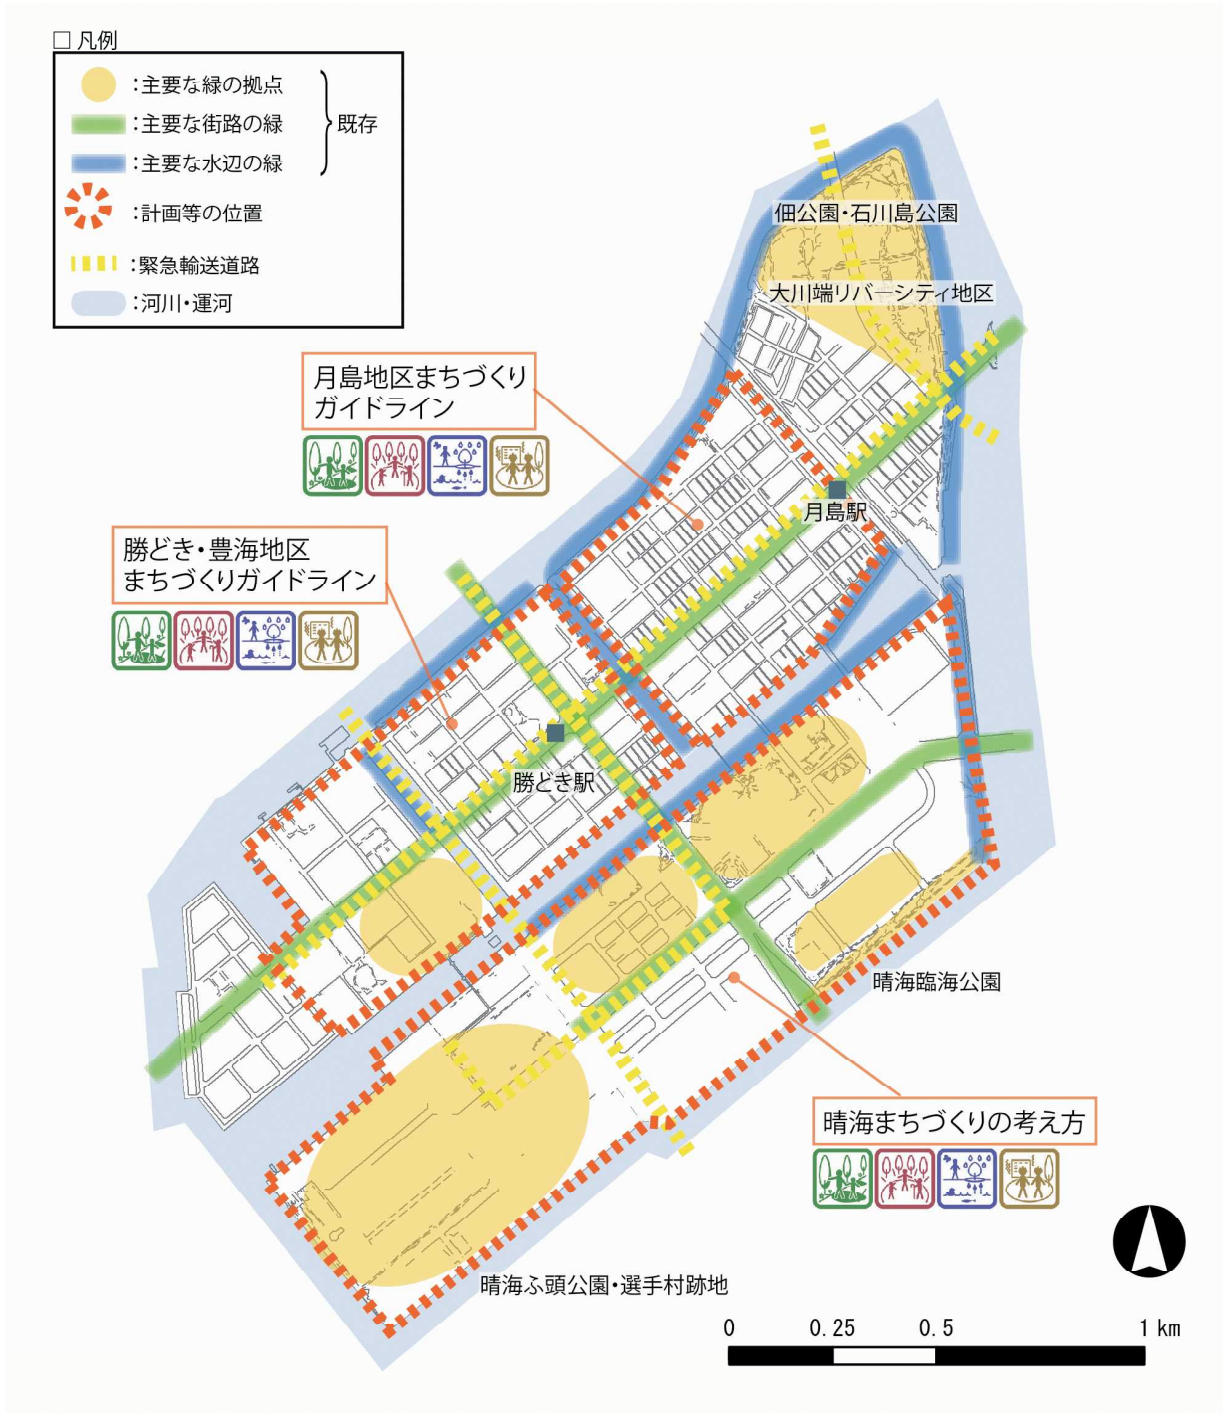 □ 凡例
:主要な緑の拠点
:主要な街路の緑
:主要な水辺の緑
既存
:計画等の位置
:緊急輸送道路
:河川・運河
佃公園・石川島公園
大川端リバーシティ地区
月島地区まちづくり
ガイドライン
月島駅
勝どき・豊海地区
まちづくりガイドライン
勝どき駅
晴海臨海公園
晴海まちづくりの考え方
晴海ふ頭公園・選手村跡地
0 0.25 0.5 1 km